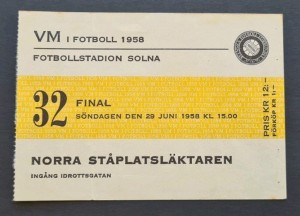 VM I FOTBOLL 1958
FOTBOLLSTADION SOLNA
32 FINAL
SÖNDAGEN DEN 29 JUNI 1958 KL 15.00
PRIS KR 12:–
FÖRKÖP KR 1:–
NORRA STÅPLATSLÄKTAREN
INGÅNG IDROTTSGATAN